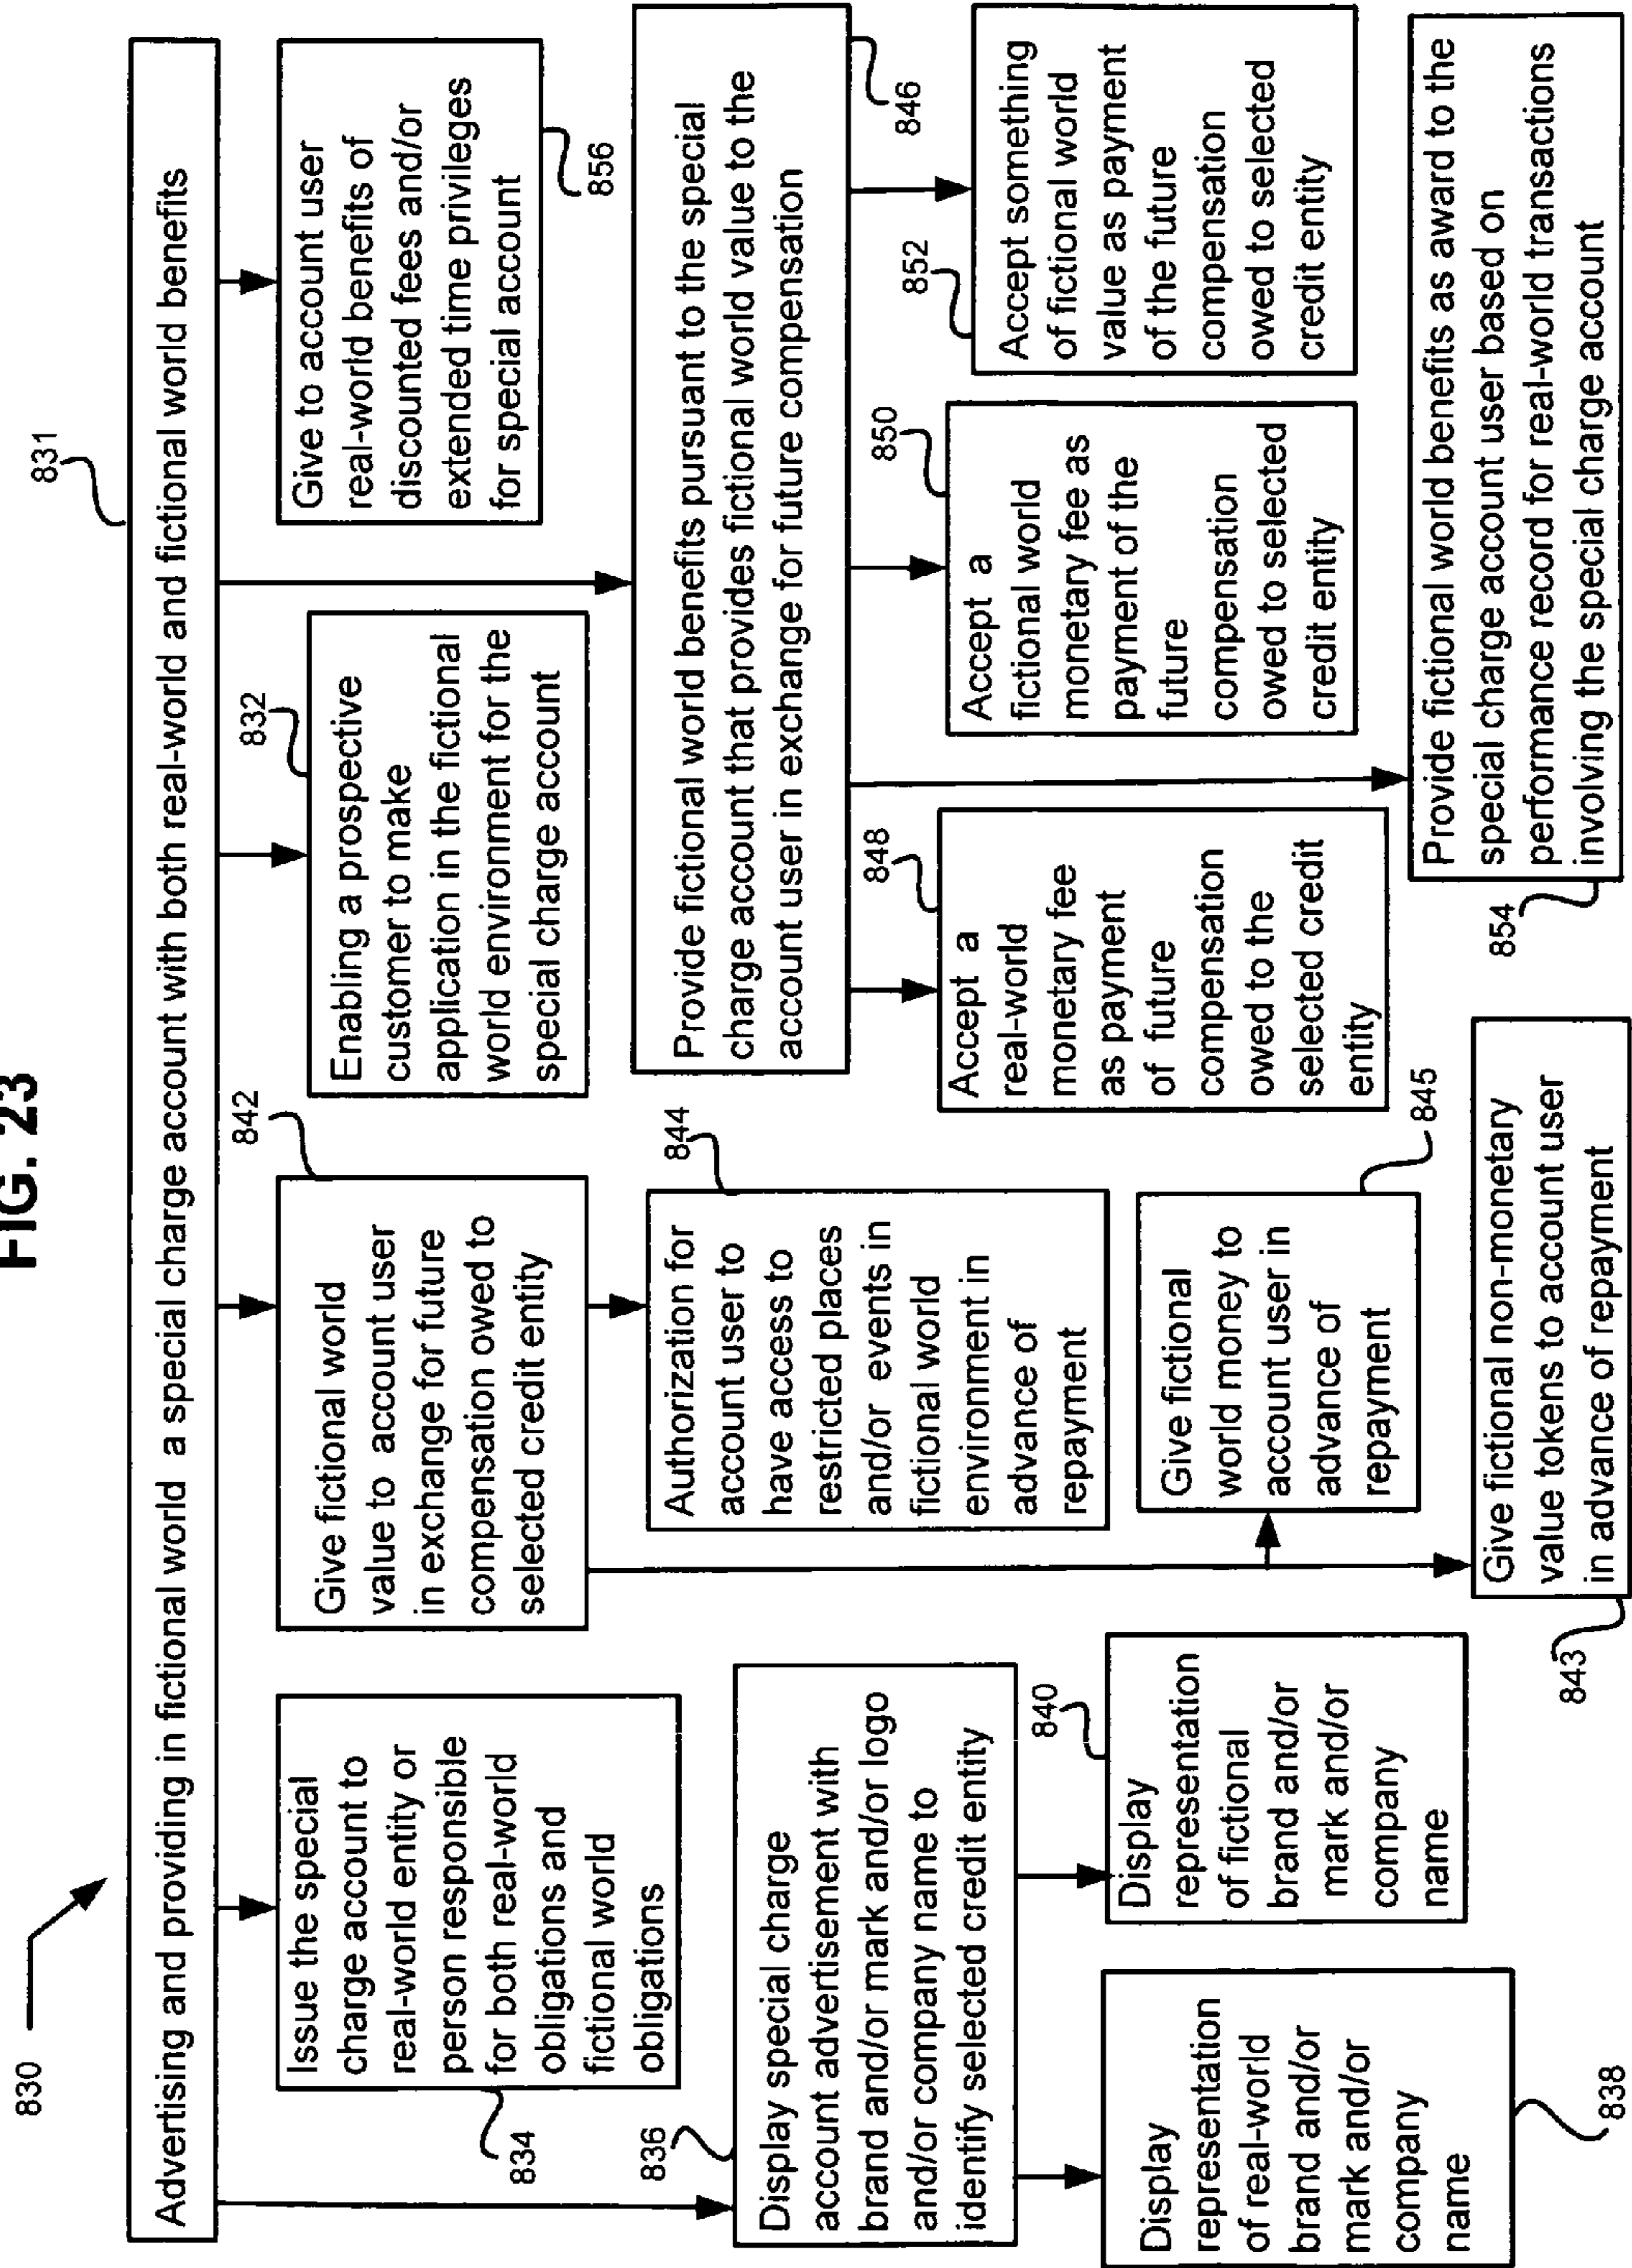 FIG. 23
830
831
Advertising and providing in fictional world a special charge account with both real-world and fictional world benefits
Issue the special
charge account to
real-world entity or
person responsible
for both real-world
obligations and
fictional world
obligations
834
842
Give fictional world
value to account user
in exchange for future
compensation owed to
selected credit entity
832
Enabling a prospective
customer to make
application in the fictional
world environment for the
special charge account
Give to account user
real-world benefits of
discounted fees and/or
extended time privileges
for special account
856
836
Display special charge
account advertisement with
brand and/or mark and/or logo
and/or company name to
identify selected credit entity
844
Authorization for
account user to
have access to
restricted places
and/or events in
fictional world
environment in
advance of
repayment
Provide fictional world benefits pursuant to the special
charge account that provides fictional world value to the
account user in exchange for future compensation
846
Display
representation
of real-world
brand and/or
mark and/or
company
name
838
840
Display
representation
of fictional
brand and/or
mark and/or
company
name
Give fictional
world money to
account user in
advance of
repayment
845
848
Accept a
real-world
monetary fee
as payment
of future
compensation
owed to the
selected credit
entity
850
Accept a
fictional world
monetary fee as
payment of the
future
compensation
owed to selected
credit entity
852
Accept something
of fictional world
value as payment
of the future
compensation
owed to selected
credit entity
843
Give fictional non-monetary
value tokens to account user
in advance of repayment
854
Provide fictional world benefits as award to the
special charge account user based on
performance record for real-world transactions
involving the special charge account